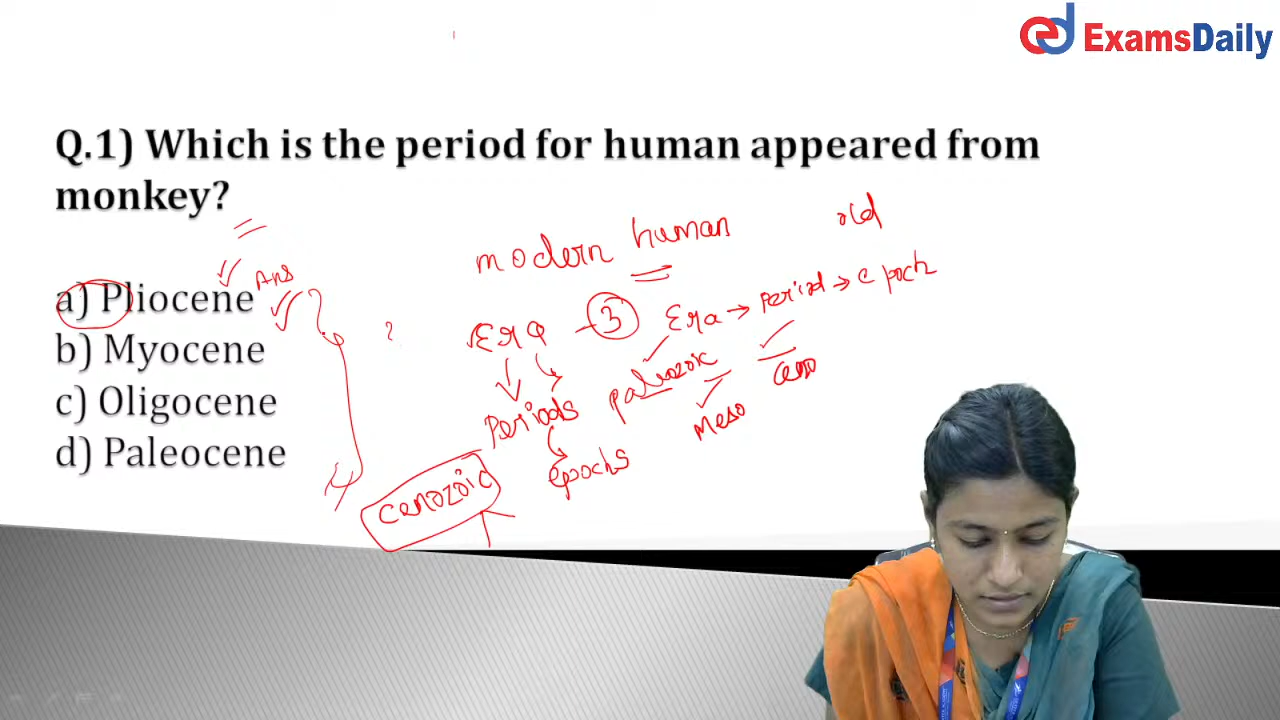 ExamsDaily
Q.1) Which is the period for human appeared from
monkey?
modern human
old
a) Pliocene
Ans
b) Myocene
c) Oligocene
d) Paleocene
Era - 3
Era → Period → epoch
paleozoic
Meso
ceno
Periods
epochs
cenozoic